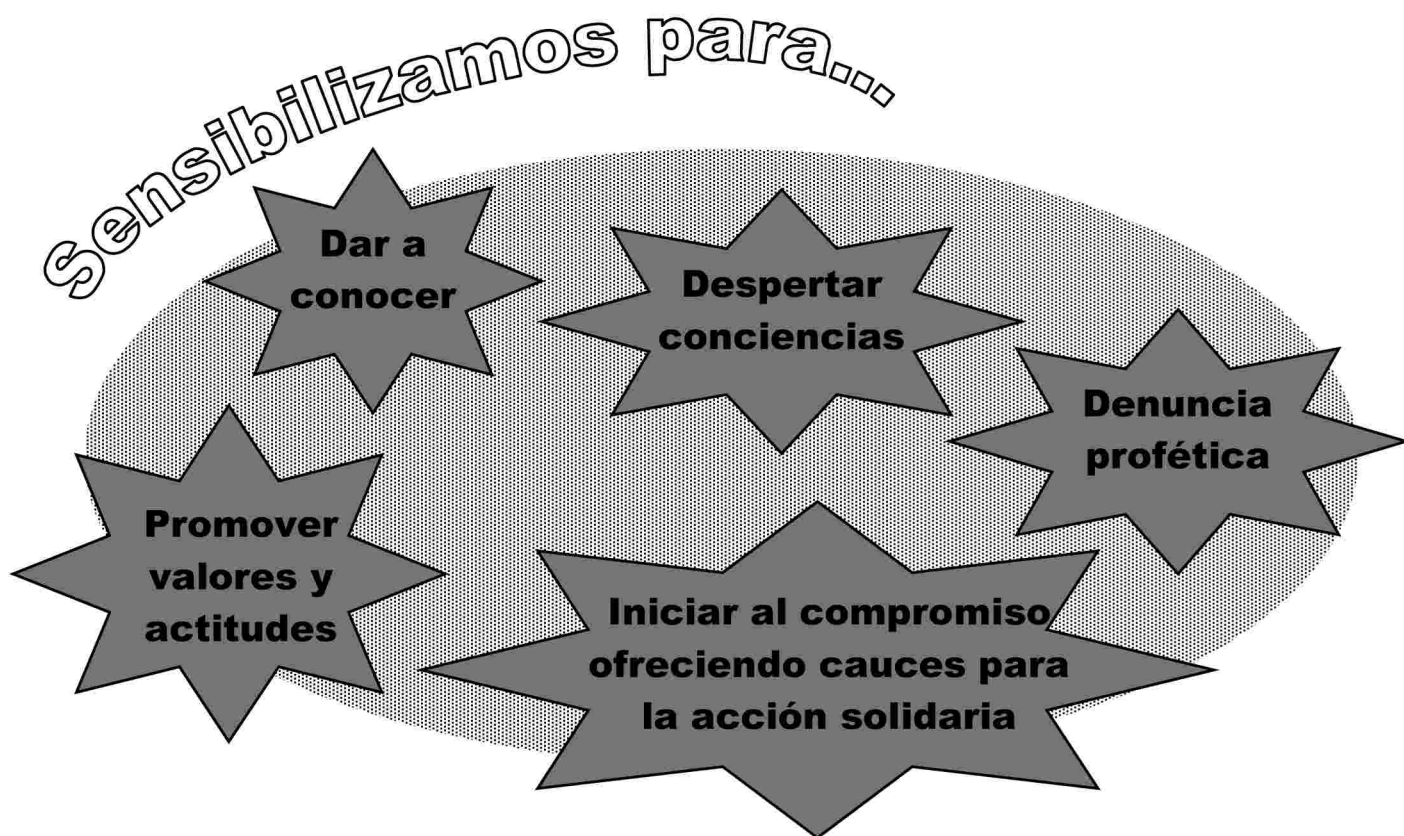 Sensibilizamos para...
Dar a
conocer
Despertar
conciencias
Denuncia
profética
Promover
valores y
actitudes
Iniciar al compromiso
ofreciendo cauces para
la acción solidaria